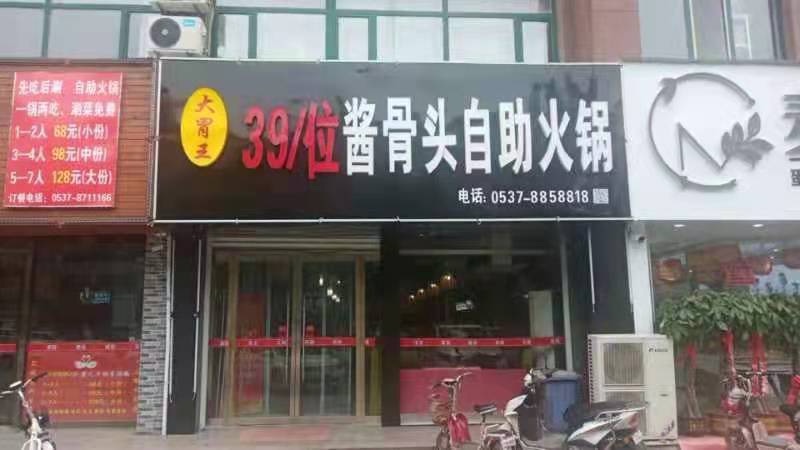 先吃后涮 自助火锅
一锅两吃、涮菜免费
1—2人 68元(小份)
3—4人 98元(中份)
5—7人 128元(大份)
订餐电话: 0537-8711166
大胃王
39/位酱骨头自助火锅
电话: 0537-8858818